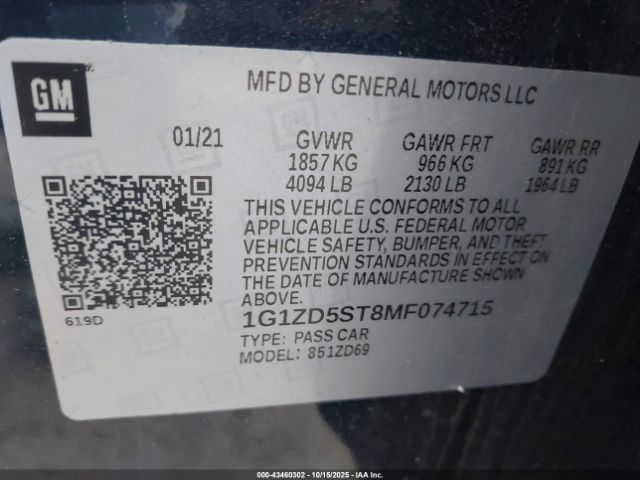 GM
MFD BY GENERAL MOTORS LLC
01/21 GVWR GAWR FRT GAWR RR
1857 KG 966 KG 891 KG
4094 LB 2130 LB 1964 LB
THIS VEHICLE CONFORMS TO ALL
APPLICABLE U.S. FEDERAL MOTOR
VEHICLE SAFETY, BUMPER, AND THEFT
PREVENTION STANDARDS IN EFFECT ON
THE DATE OF MANUFACTURE SHOWN
ABOVE.
619D
1G1ZD5ST8MF074715
TYPE: PASS CAR
MODEL: 851ZD69
000-43460302 | 10/15/2025 | copart.com